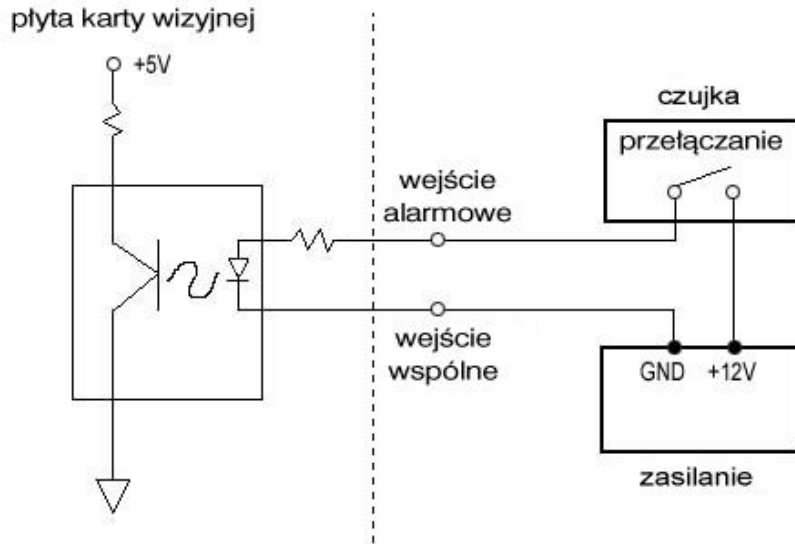 płyta karty wizyjnej
+5V
czujka
przełączanie
wejście
alarmowe
wejście
wspólne
GND +12V
zasilanie